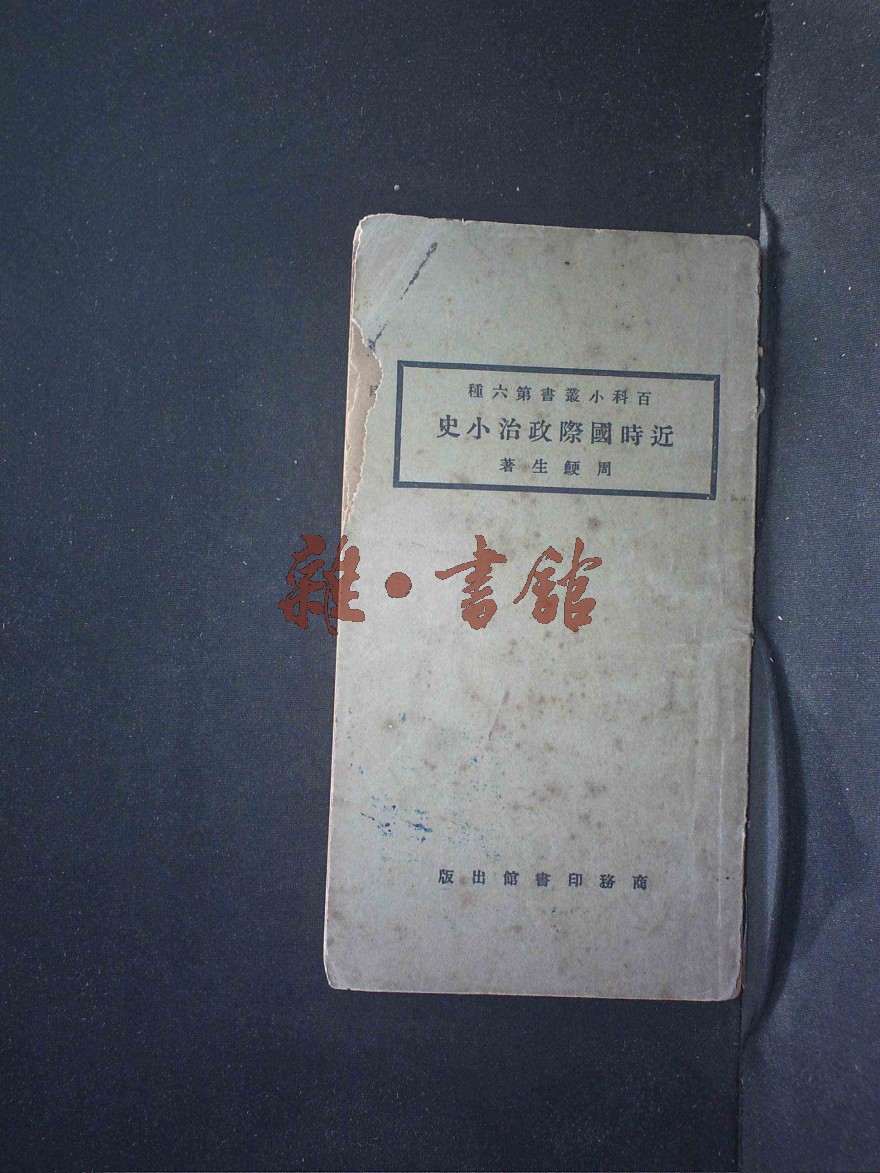 百科小叢書第六種
近時國際政治小史
周鯁生著
雜·書館
商務印書館出版